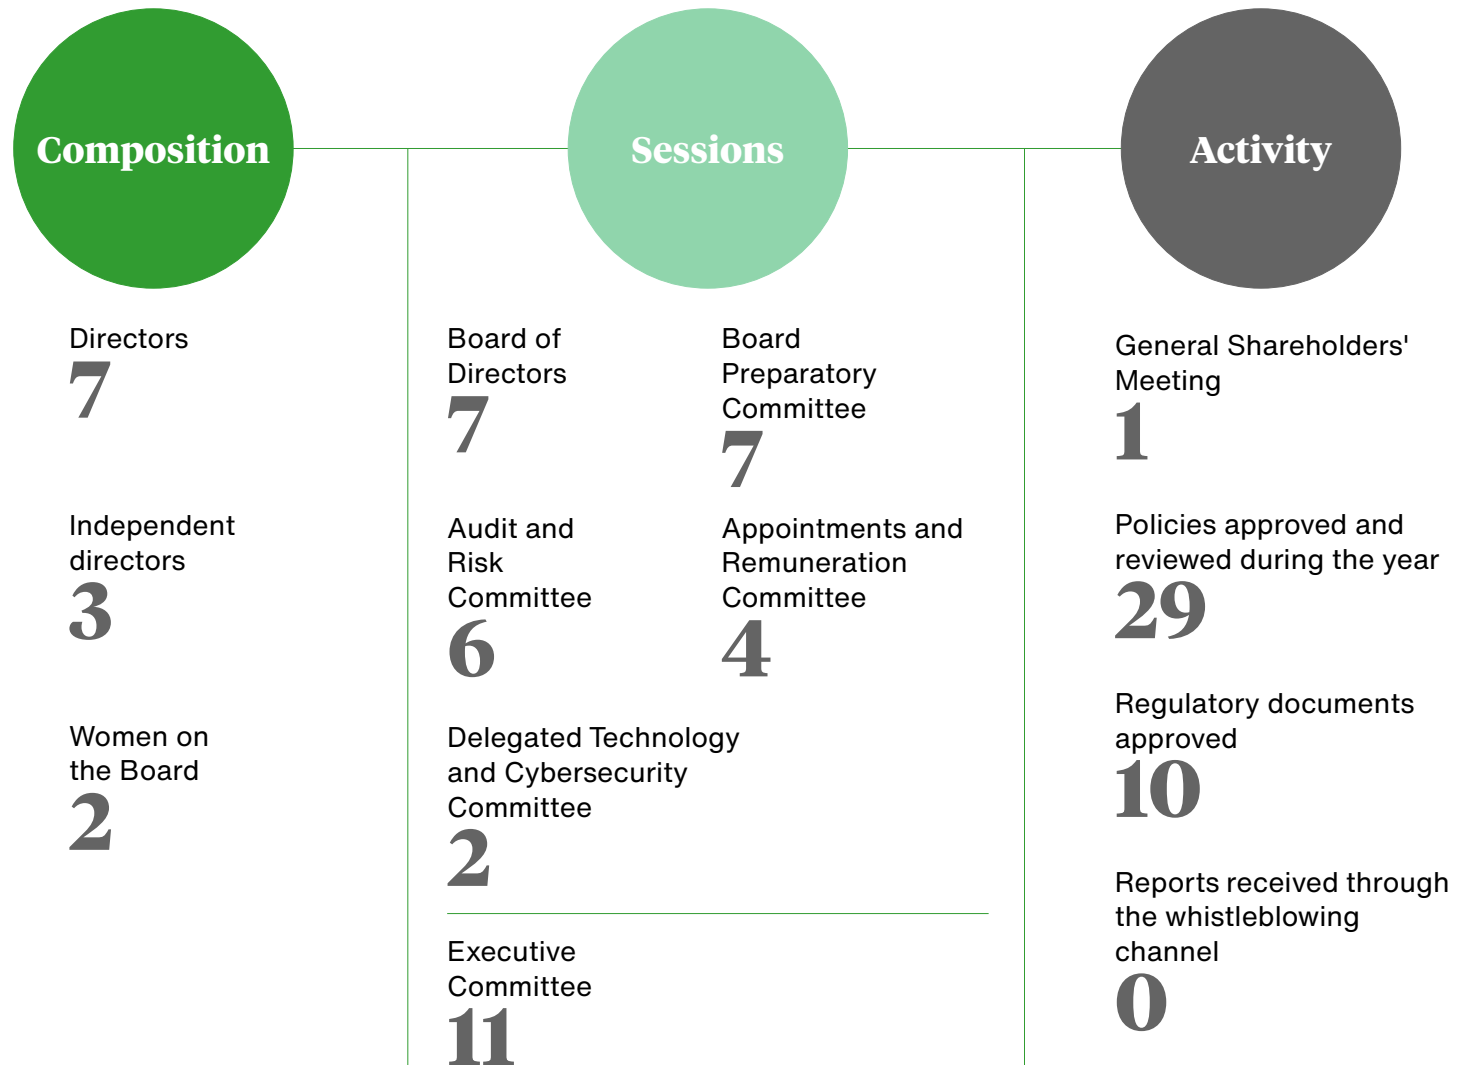 Composition
Directors
7
Independent
directors
3
Women on
the Board
2
Sessions
Board of
Directors
7
Board
Preparatory
Committee
7
Audit and
Risk
Committee
6
Appointments and
Remuneration
Committee
4
Delegated Technology
and Cybersecurity
Committee
2
Executive
Committee
11
Activity
General Shareholders'
Meeting
1
Policies approved and
reviewed during the year
29
Regulatory documents
approved
10
Reports received through
the whistleblowing
channel
0